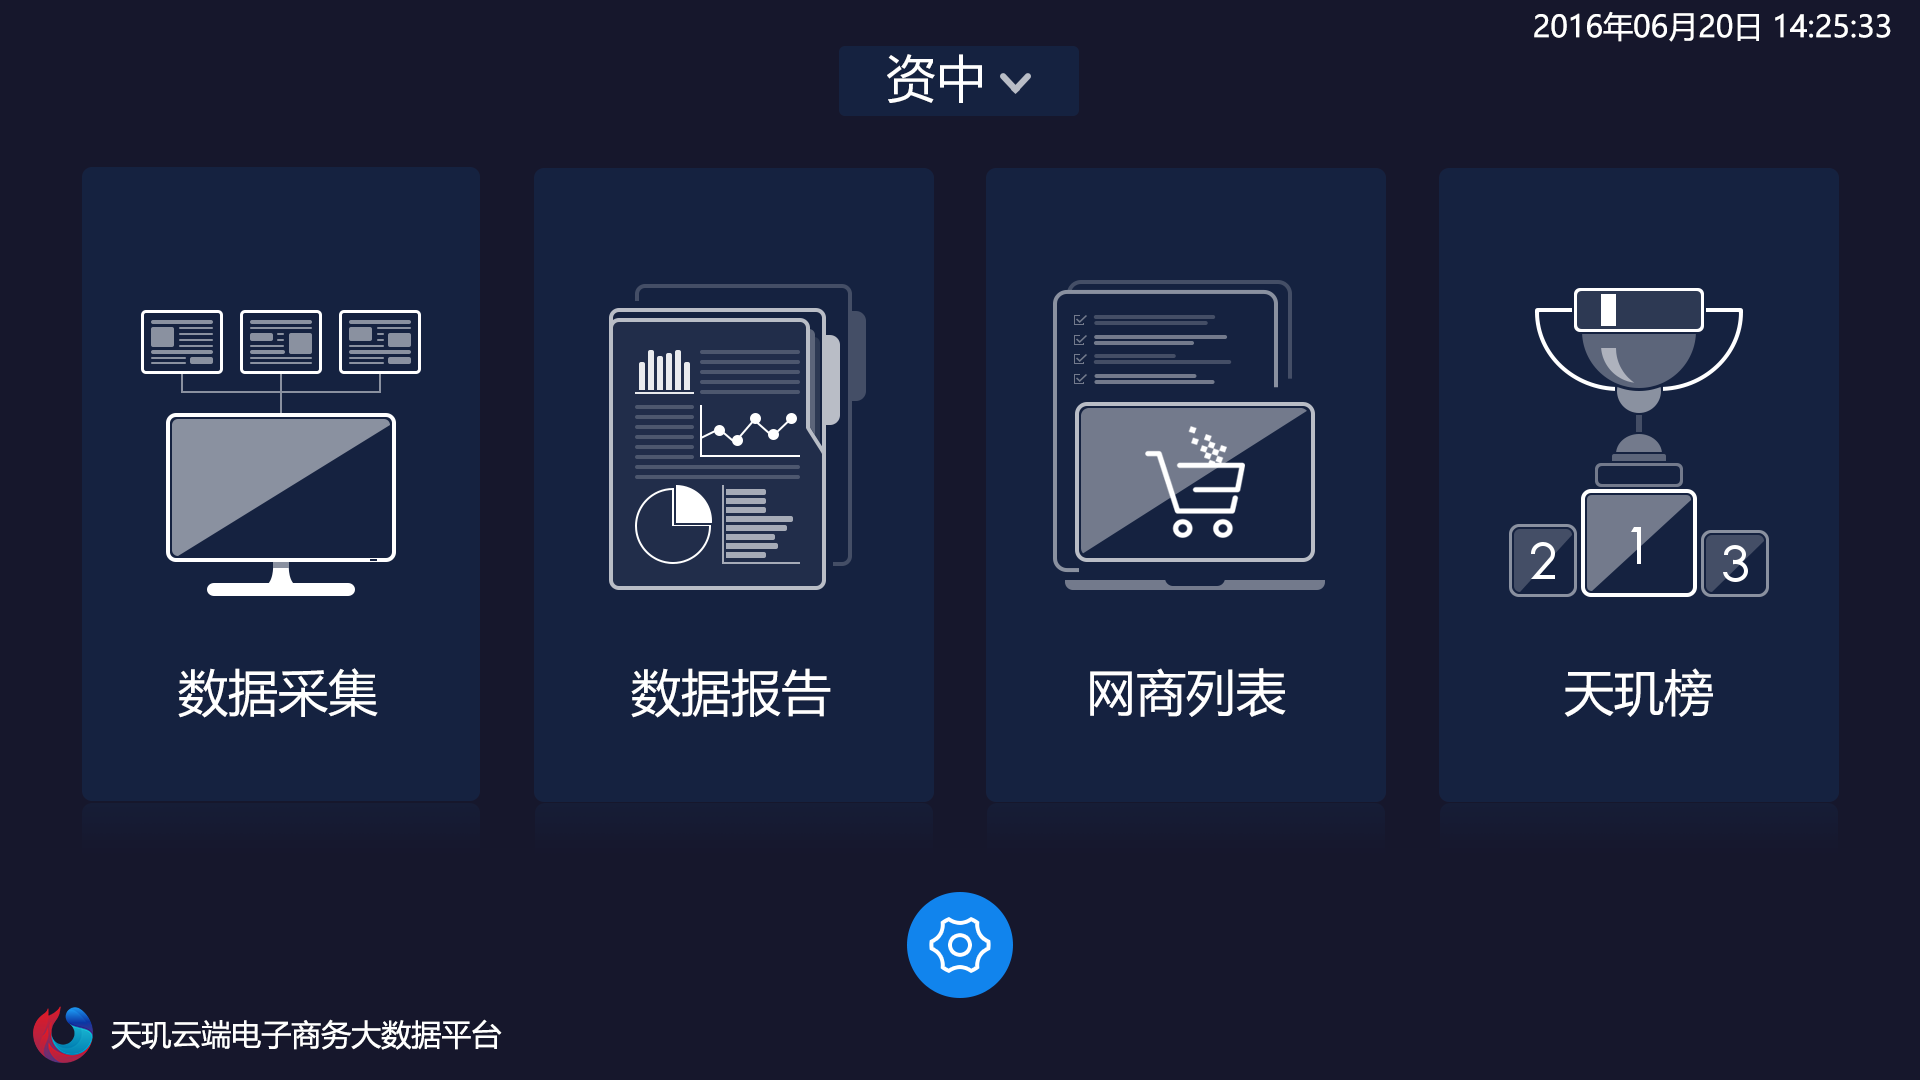 2016年06月20日 14:25:33
资中
数据采集
数据报告
网商列表
天玑榜
2
1
3
天玑云端电子商务大数据平台